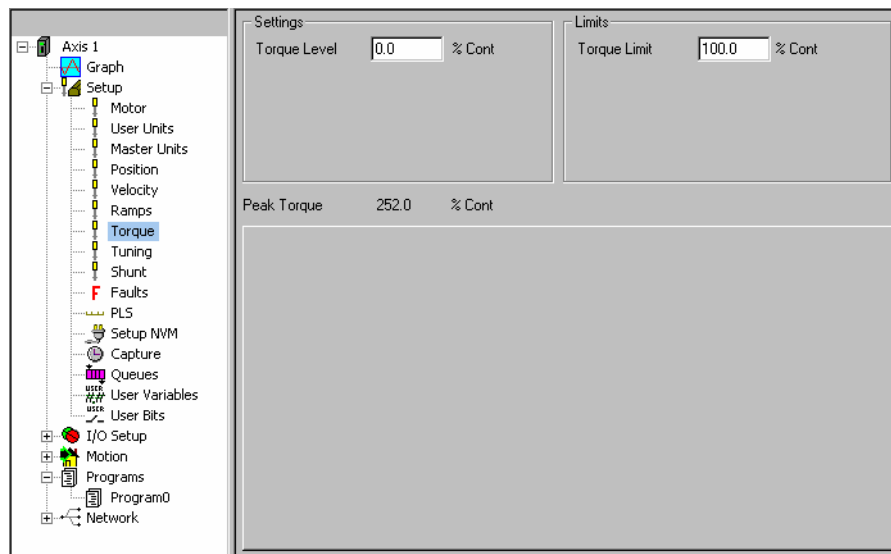 Axis 1
Graph
Setup
Motor
User Units
Master Units
Position
Velocity
Ramps
Torque
Tuning
Shunt
F Faults
PLS
Setup NVM
Capture
Queues
USER #.# User Variables
USER User Bits
I/O Setup
Motion
Programs
Program0
Network
Settings
Torque Level 0.0 % Cont
Limits
Torque Limit 100.0 % Cont
Peak Torque 252.0 % Cont